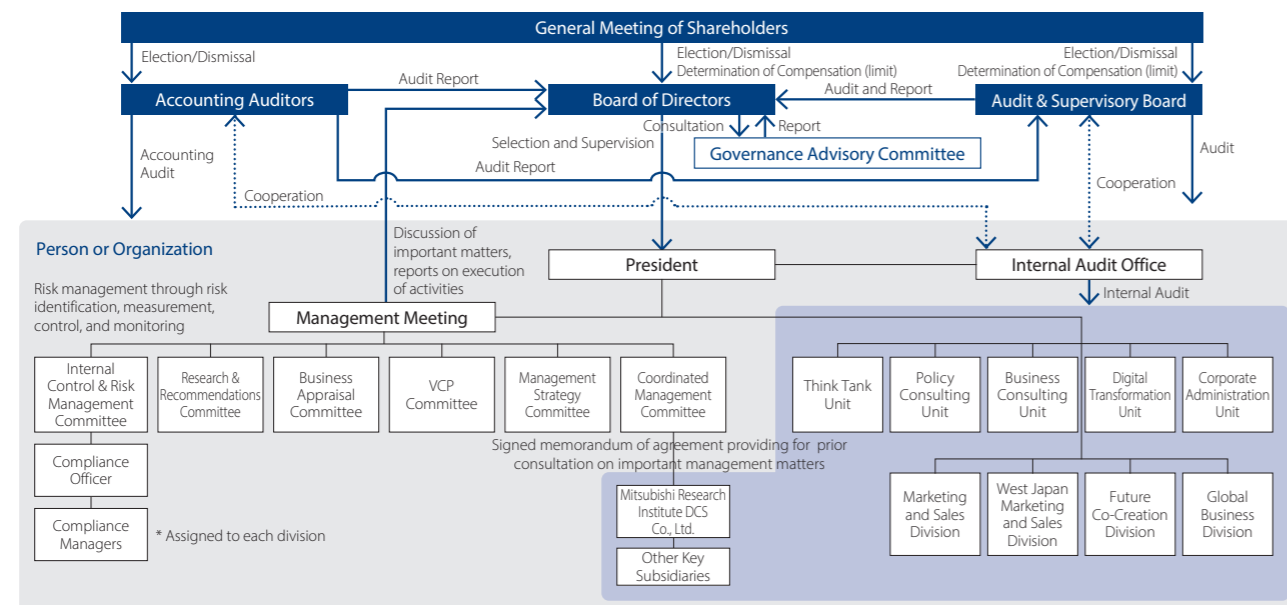 General Meeting of Shareholders
Election/Dismissal
Election/Dismissal
Determination of Compensation (limit)
Election/Dismissal
Determination of Compensation (limit)
Audit Report
Audit and Report
Accounting Auditors
Board of Directors
Audit & Supervisory Board
Consultation
Report
Selection and Supervision
Governance Advisory Committee
Accounting
Audit
Audit Report
Audit
Cooperation
Cooperation
Person or Organization
Discussion of
important matters,
reports on execution
of activities
President
Internal Audit Office
Risk management through risk
identification, measurement,
control, and monitoring
Internal Audit
Management Meeting
Internal
Control & Risk
Management
Committee
Research &
Recommendations
Committee
Business
Appraisal
Committee
VCP
Committee
Management
Strategy
Committee
Coordinated
Management
Committee
Think Tank
Unit
Policy
Consulting
Unit
Business
Consulting
Unit
Digital
Transformation
Unit
Corporate
Administration
Unit
Signed memorandum of agreement providing for prior
consultation on important management matters
Compliance
Officer
Compliance
Managers
* Assigned to each division
Mitsubishi Research
Institute DCS
Co., Ltd.
Other Key
Subsidiaries
Marketing
and Sales
Division
West Japan
Marketing
and Sales
Division
Future
Co-Creation
Division
Global
Business
Division